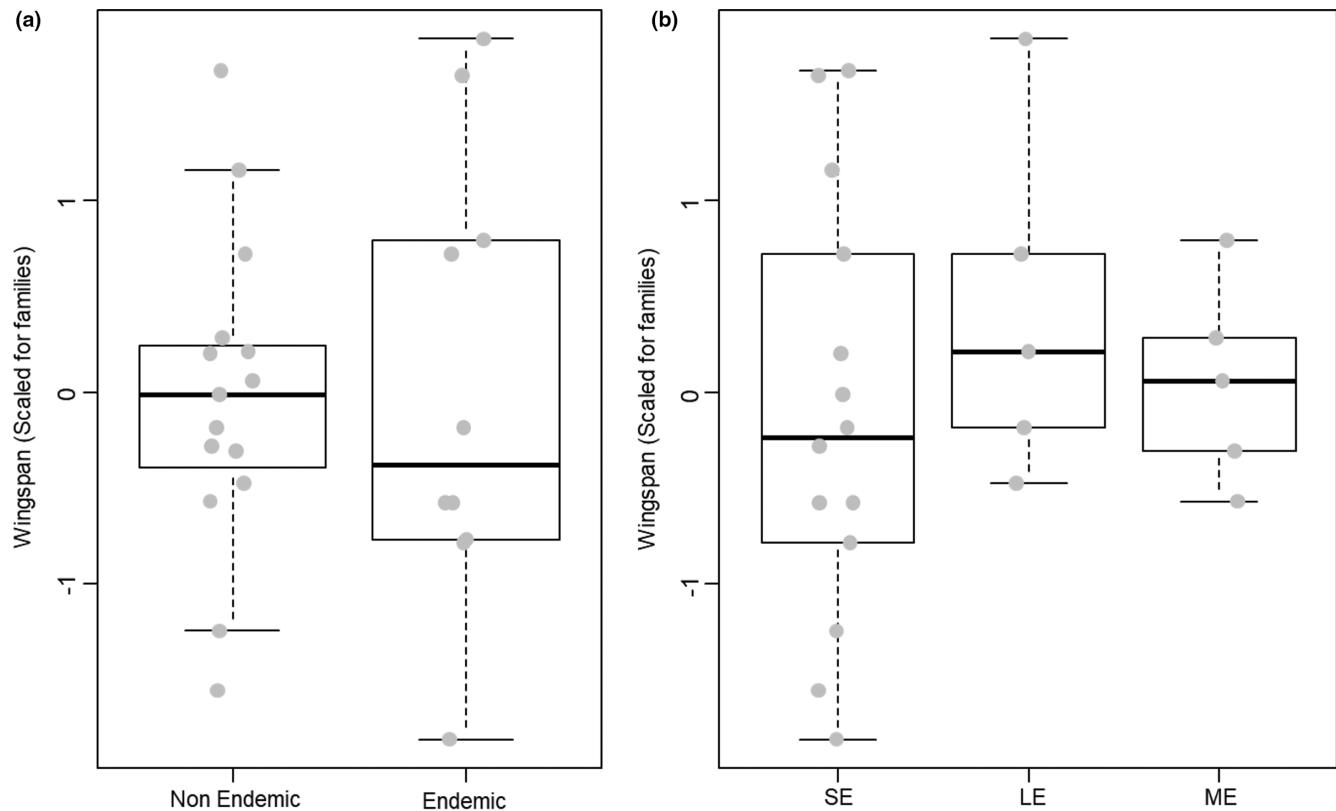 (a)
Wingspan (Scaled for families)
1
0
-1
Non Endemic
Endemic
(b)
Wingspan (Scaled for families)
1
0
-1
SE
LE
ME